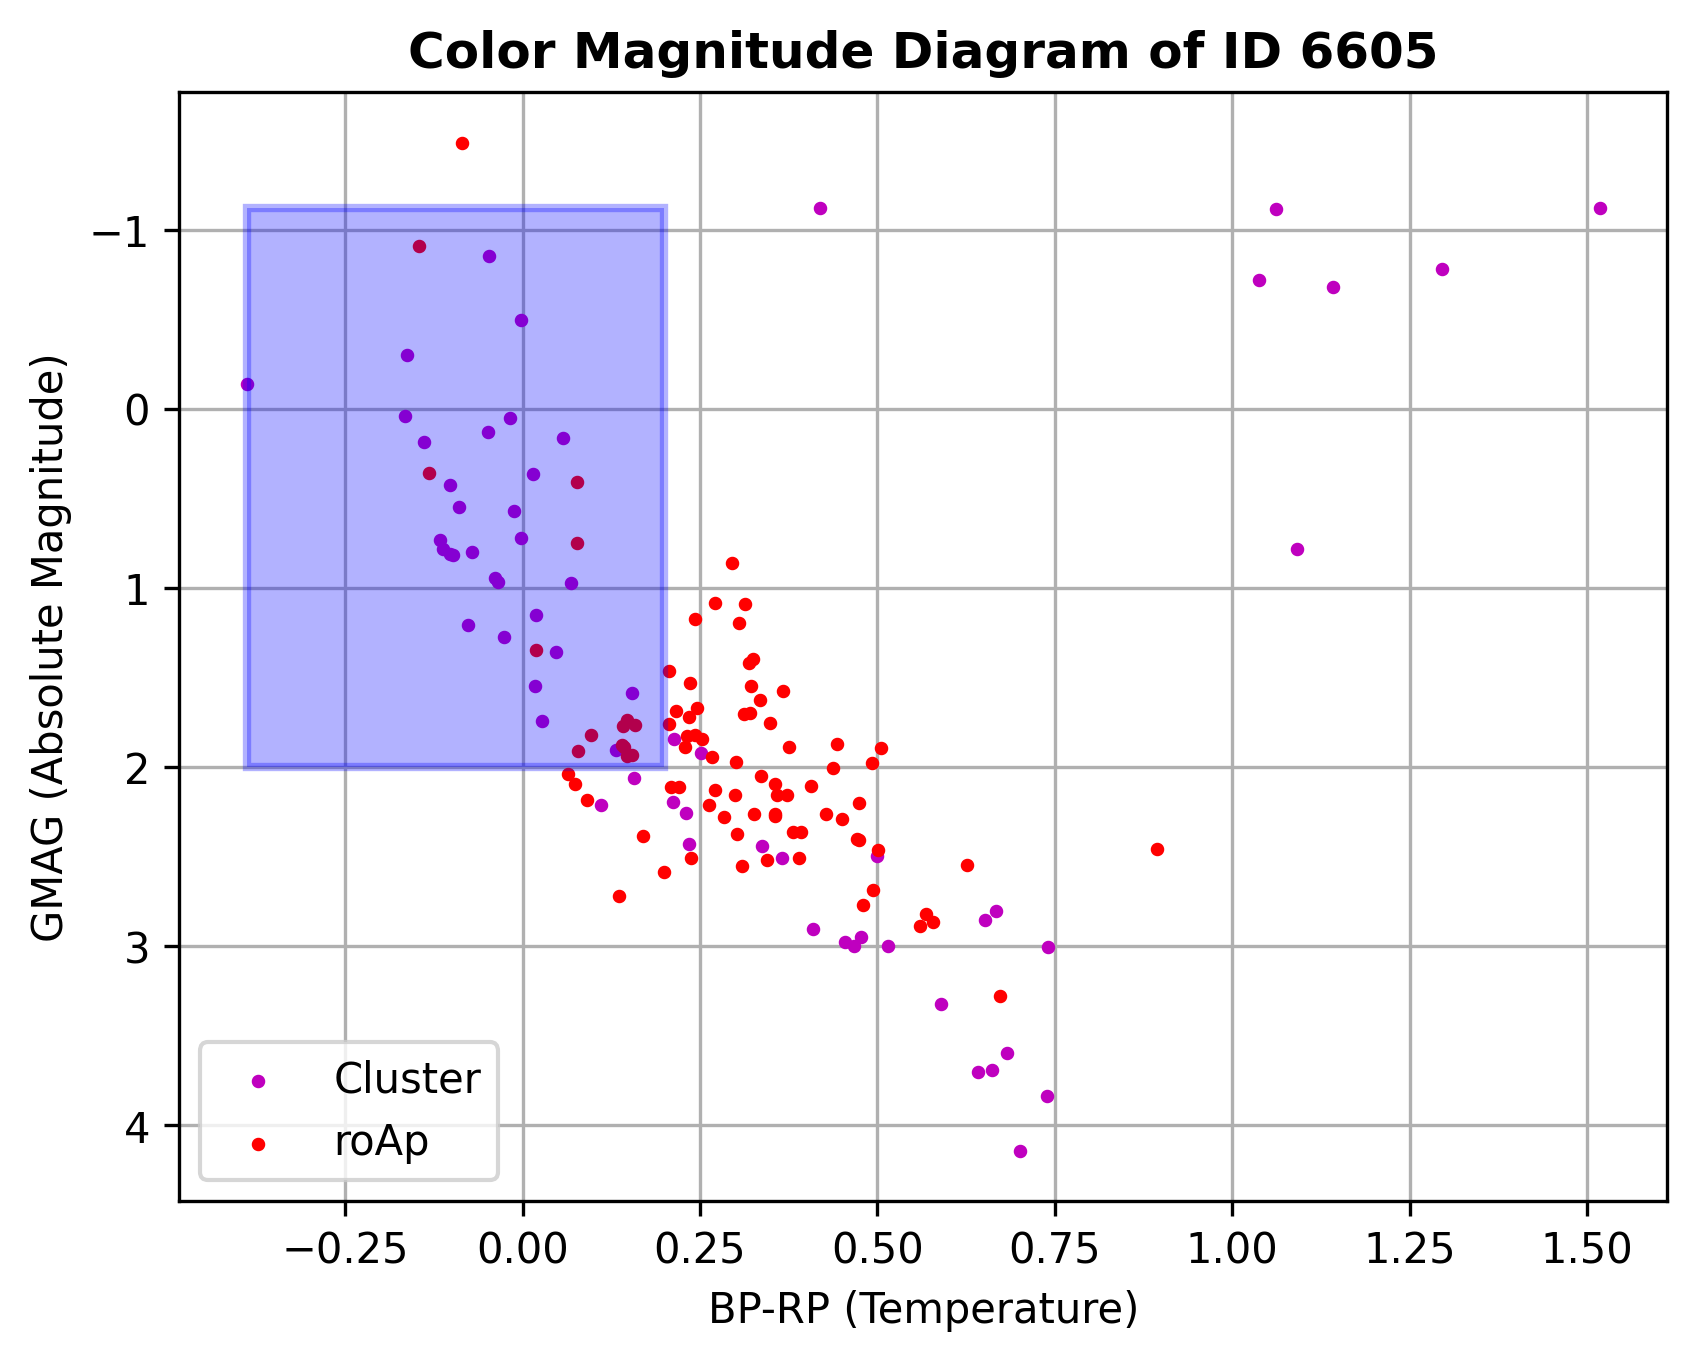 Color Magnitude Diagram of ID 6605
GMAG (Absolute Magnitude)
−1
0
1
2
3
4
Cluster
roAp
−0.25 0.00 0.25 0.50 0.75 1.00 1.25 1.50
BP-RP (Temperature)